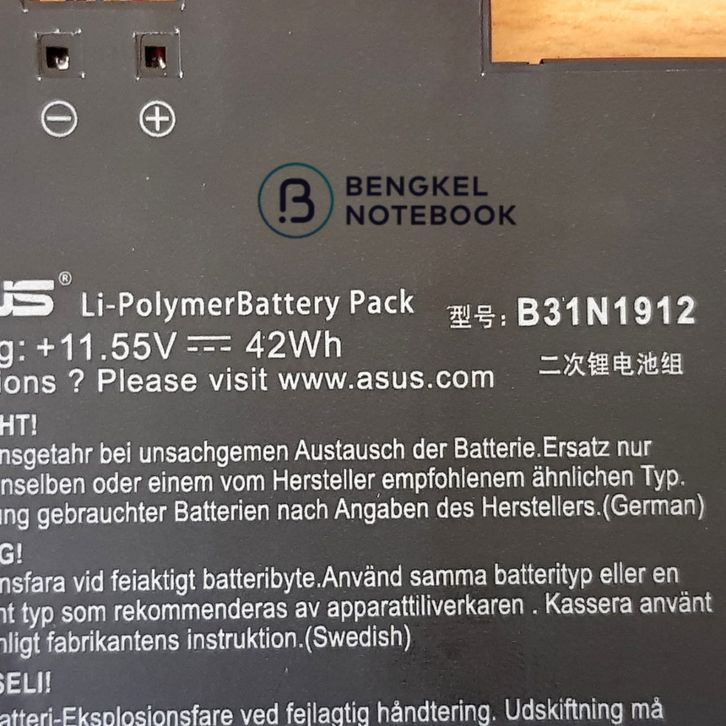 BENGKEL
NOTEBOOK
Li-PolymerBattery Pack 型号: B31N1912
+11.55V ⎓ 42Wh
二次锂电池组
? Please visit www.asus.com
HT!
nsgetahr bei unsachgemen Austausch der Batterie.Ersatz nur
nselben oder einem vom Hersteller empfohlenem ähnlichen Typ.
ng gebrauchter Batterien nach Angaben des Herstellers.(German)
G!
nsfara vid feiaktigt batteribyte.Använd samma batterityp eller en
nt typ som rekommenderas av apparattiliverkaren . Kassera använt
nligt fabrikantens instruktion.(Swedish)
SELI!
atteri-Eksplosionsfare ved fejlagtig håndtering. Udskiftning må